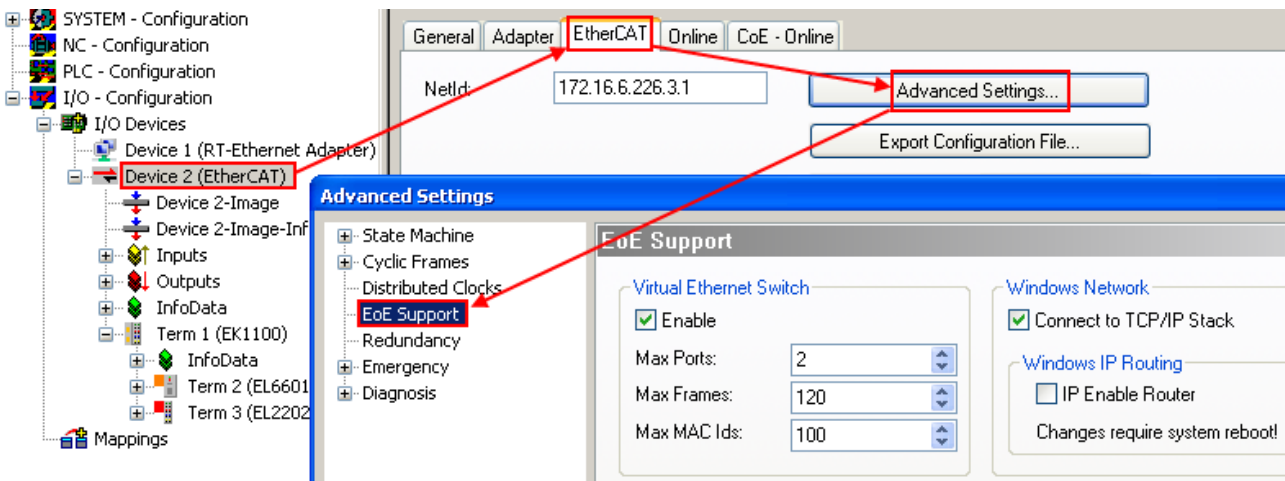 SYSTEM - Configuration
NC - Configuration
PLC - Configuration
I/O - Configuration
I/O Devices
Device 1 (RT-Ethernet Adapter)
Device 2 (EtherCAT)
Device 2-Image
Device 2-Image-Inf
Inputs
Outputs
InfoData
Term 1 (EK1100)
InfoData
Term 2 (EL6601
Term 3 (EL2202
Mappings
General Adapter EtherCAT Online CoE - Online
NetId: 172.16.6.226.3.1 Advanced Settings...
Export Configuration File...
Advanced Settings
State Machine
Cyclic Frames
Distributed Clocks
EoE Support
Redundancy
Emergency
Diagnosis
EoE Support
Virtual Ethernet Switch
Enable
Max Ports: 2
Max Frames: 120
Max MAC Ids: 100
Windows Network
Connect to TCP/IP Stack
Windows IP Routing
IP Enable Router
Changes require system reboot!